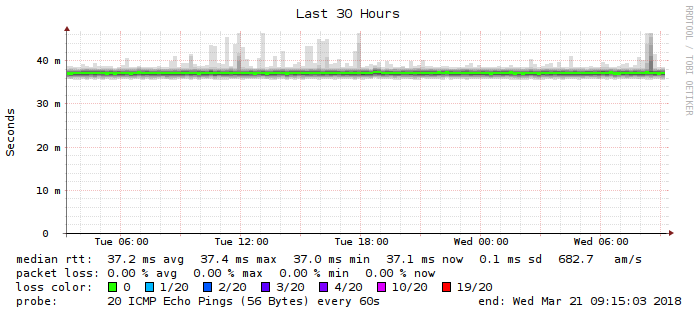 Last 30 Hours
RRDTOOL / TOBI OETIKER
Seconds
40 m
30 m
20 m
10 m
0
Tue 06:00 Tue 12:00 Tue 18:00 Wed 00:00 Wed 06:00
median rtt: 37.2 ms avg 37.4 ms max 37.0 ms min 37.1 ms now 0.1 ms sd 682.7 am/s
packet loss: 0.00 % avg 0.00 % max 0.00 % min 0.00 % now
loss color: 0 1/20 2/20 3/20 4/20 10/20 19/20
probe: 20 ICMP Echo Pings (56 Bytes) every 60s end: Wed Mar 21 09:15:03 2018